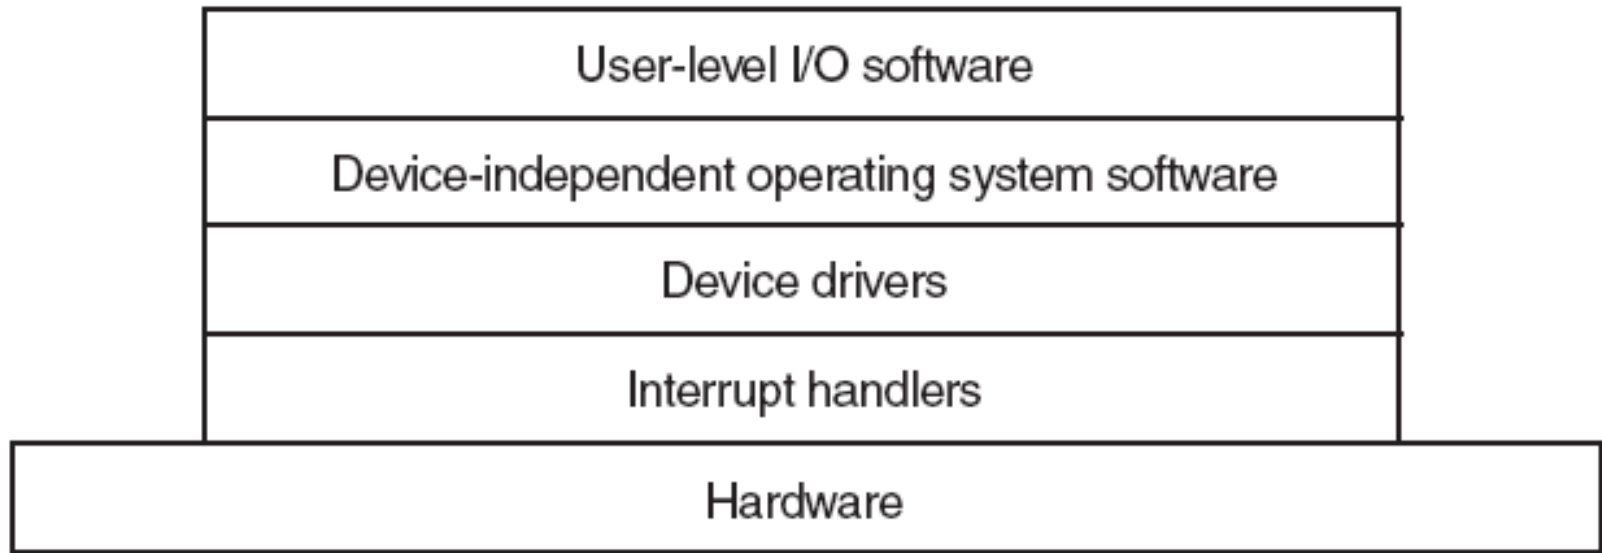 User-level I/O software
Device-independent operating system software
Device drivers
Interrupt handlers
Hardware